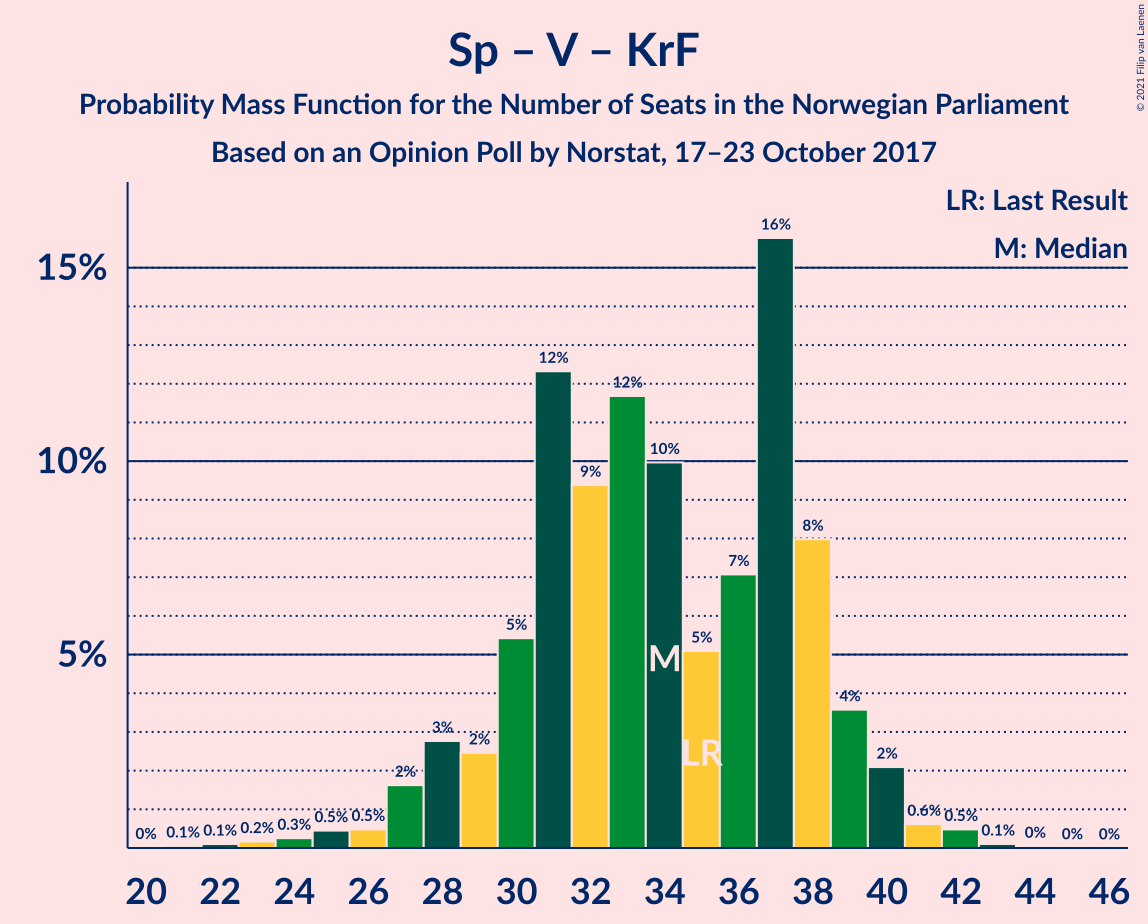 Sp – V – KrF
Probability Mass Function for the Number of Seats in the Norwegian Parliament
Based on an Opinion Poll by Norstat, 17–23 October 2017
© 2021 Filip van Laenen
LR: Last Result
M: Median
15%
10%
5%
0% 0.1% 0.1% 0.2% 0.3% 0.5% 0.5% 2% 3% 2% 5% 12% 9% 12% 10% 5% 7% 16% 8% 4% 2% 0.6% 0.5% 0.1% 0% 0% 0%
M
LR
20 22 24 26 28 30 32 34 36 38 40 42 44 46